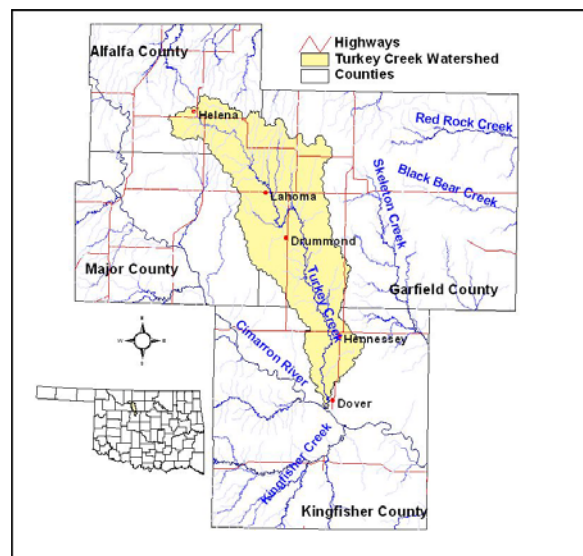 Alfalfa County
Highways
Turkey Creek Watershed
Counties
Helena
Red Rock Creek
Skeleton Creek
Black Bear Creek
Lahoma
Drummond
Major County
Turkey Creek
Garfield County
Cimarron River
Hennessey
Dover
Kingfisher Creek
Kingfisher County